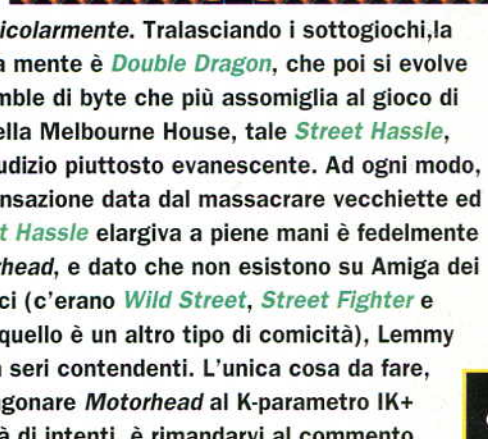 icolarmente. Tralasciando i sottogiochi,la
a mente è Double Dragon, che poi si evolve
mble di byte che più assomiglia al gioco di
ella Melbourne House, tale Street Hassle,
udizio piuttosto evanescente. Ad ogni modo,
nsazione data dal massacrare vecchiette ed
et Hassle elargiva a piene mani è fedelmente
rhead, e dato che non esistono su Amiga dei
ci (c'erano Wild Street, Street Fighter e
quello è un altro tipo di comicità), Lemmy
seri contendenti. L'unica cosa da fare,
agonare Motorhead al K-parametro IK+
à di intenti, è rimandarvi al commento